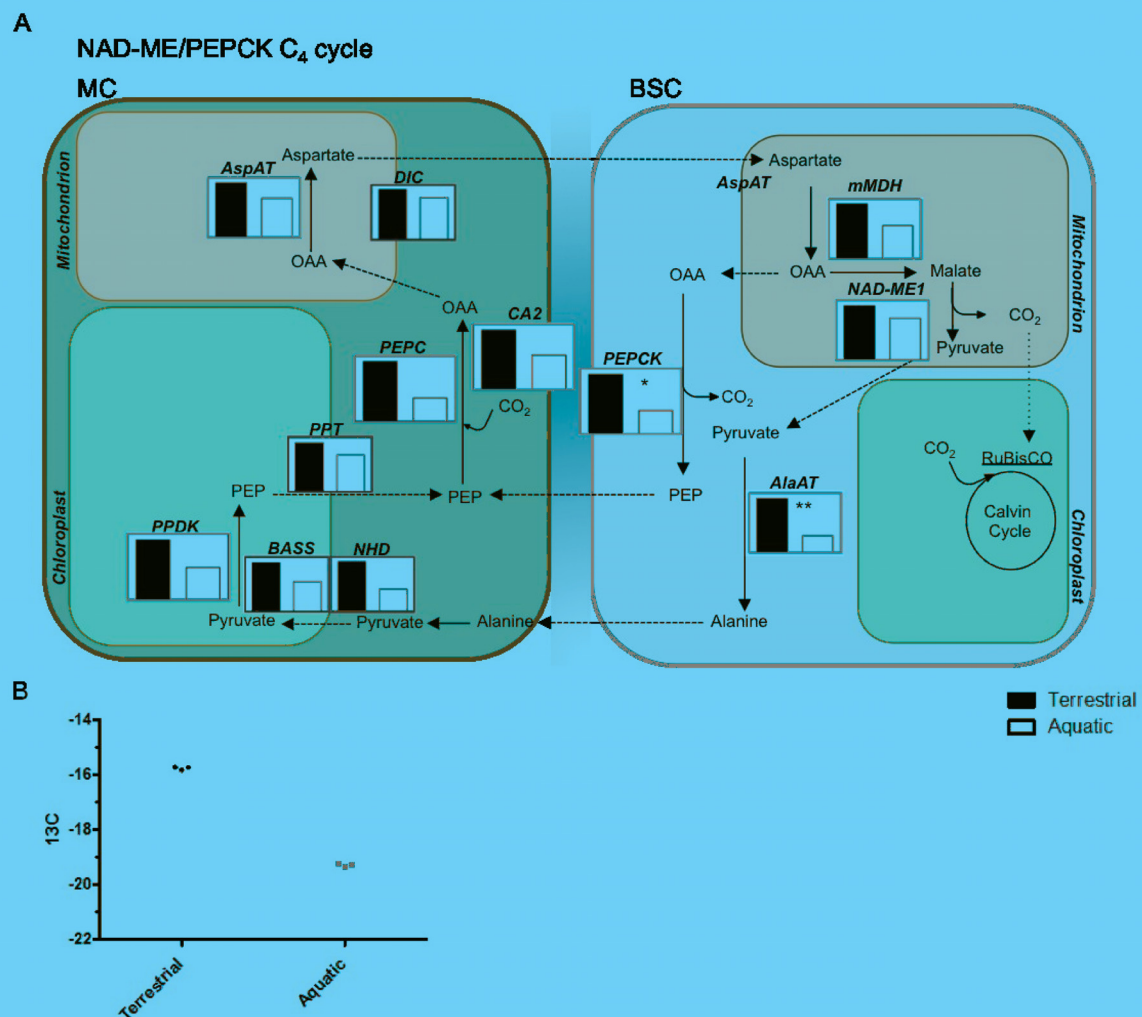 A
NAD-ME/PEPCK C4 cycle
MC
BSC
Mitochondrion
Aspartate
AspAT
DIC
OAA
OAA
CA2
PEPC
CO2
PPT
PEP
PEP
PPDK
BASS
NHD
Chloroplast
Pyruvate
Pyruvate
Alanine
Aspartate
AspAT
mMDH
Mitochondrion
OAA
OAA
Malate
NAD-ME1
CO2
Pyruvate
PEPCK
*
CO2
Pyruvate
PEP
AlaAT
**
Alanine
CO2
RuBisCO
Calvin
Cycle
Chloroplast
B
Terrestrial
Aquatic
-14
-16
-18
-20
-22
13C
Terrestrial
Aquatic